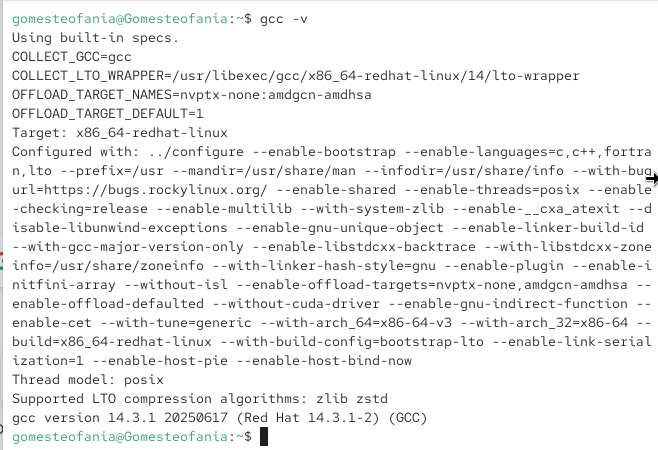 gomesteofania@Gomesteofania:~$ gcc -v
Using built-in specs.
COLLECT_GCC=gcc
COLLECT_LTO_WRAPPER=/usr/libexec/gcc/x86_64-redhat-linux/14/lto-wrapper
OFFLOAD_TARGET_NAMES=nvptx-none:amdgcn-amdhsa
OFFLOAD_TARGET_DEFAULT=1
Target: x86_64-redhat-linux
Configured with: ../configure --enable-bootstrap --enable-languages=c,c++,fortra
n,lto --prefix=/usr --mandir=/usr/share/man --infodir=/usr/share/info --with-bug
url=https://bugs.rockylinux.org/ --enable-shared --enable-threads=posix --enable
-checking=release --enable-multilib --with-system-zlib --enable-__cxa_atexit --d
isable-libunwind-exceptions --enable-gnu-unique-object --enable-linker-build-id
--with-gcc-major-version-only --enable-libstdcxx-backtrace --with-libstdcxx-zone
info=/usr/share/zoneinfo --with-linker-hash-style=gnu --enable-plugin --enable-i
nitfini-array --without-isl --enable-offload-targets=nvptx-none,amdgcn-amdhsa --
enable-offload-defaulted --without-cuda-driver --enable-gnu-indirect-function --
enable-cet --with-tune=generic --with-arch_64=x86-64-v3 --with-arch_32=x86-64 --
build=x86_64-redhat-linux --with-build-config=bootstrap-lto --enable-link-serial
ization=1 --enable-host-pie --enable-host-bind-now
Thread model: posix
Supported LTO compression algorithms: zlib zstd
gcc version 14.3.1 20250617 (Red Hat 14.3.1-2) (GCC)
gomesteofania@Gomesteofania:~$